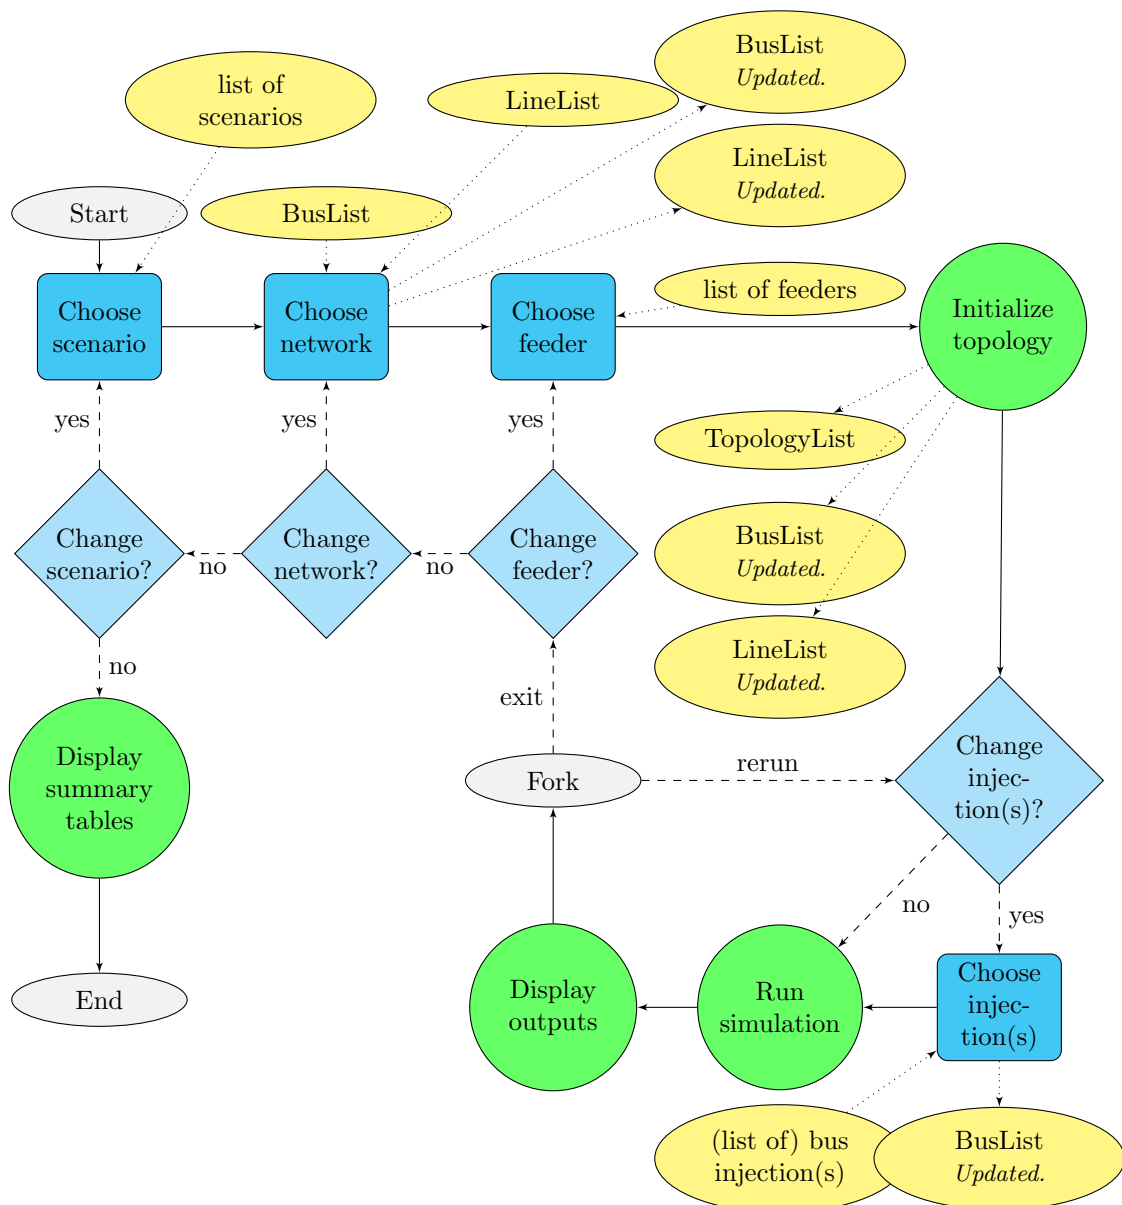 BusList
Updated.
list of
scenarios
LineList
LineList
Updated.
Start
BusList
list of feeders
Choose
scenario
Choose
network
Choose
feeder
Initialize
topology
yes
yes
yes
TopologyList
Change
scenario?
no
Change
network?
no
Change
feeder?
BusList
Updated.
no
LineList
Updated.
exit
Display
summary
tables
Fork
rerun
Change
injec-
tion(s)?
no
yes
End
Display
outputs
Run
simulation
Choose
injec-
tion(s)
(list of) bus
injection(s)
BusList
Updated.